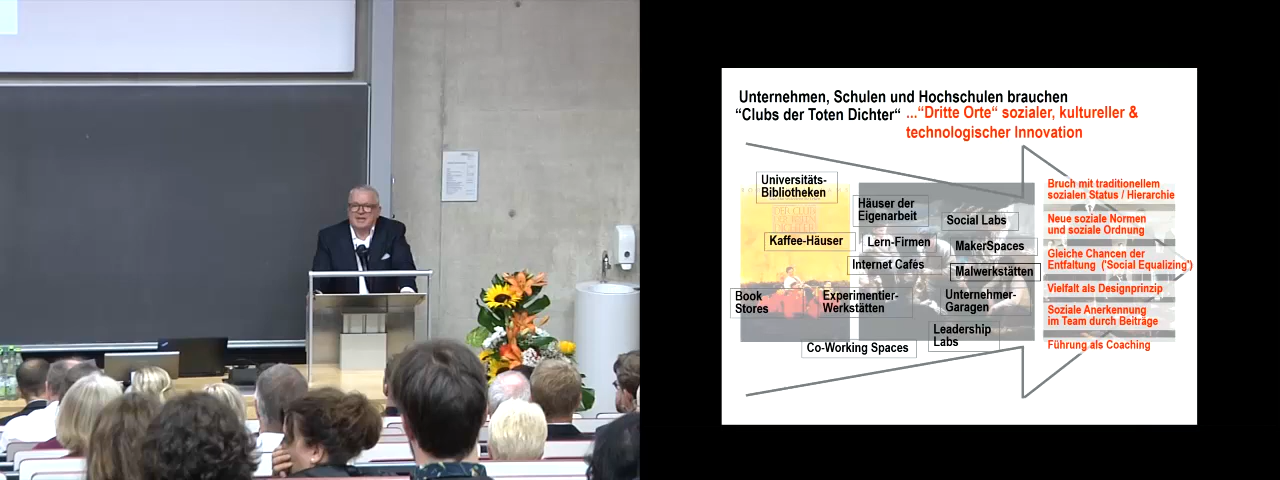 Unternehmen, Schulen und Hochschulen brauchen
“Clubs der Toten Dichter“ ...“Dritte Orte“ sozialer, kultureller &
technologischer Innovation
Universitäts-
Bibliotheken
Häuser der
Eigenarbeit
Social Labs
Kaffee-Häuser
Lern-Firmen
MakerSpaces
Internet Cafés
Malwerkstätten
Book
Stores
Experimentier-
Werkstätten
Unternehmer-
Garagen
Leadership
Labs
Co-Working Spaces
Bruch mit traditionellem
sozialen Status / Hierarchie
Neue soziale Normen
und soziale Ordnung
Gleiche Chancen der
Entfaltung ('Social Equalizing')
Vielfalt als Designprinzip
Soziale Anerkennung
im Team durch Beiträge
Führung als Coaching